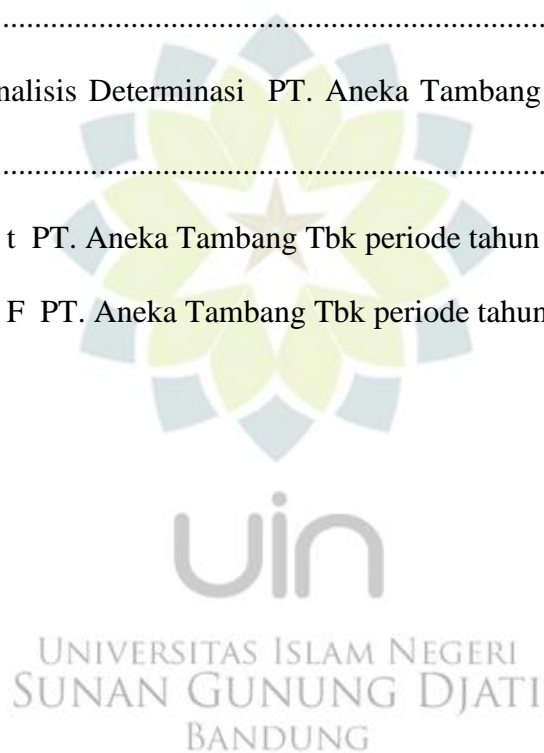 ................................................................
nalisis Determinasi PT. Aneka Tambang
................................................................
t PT. Aneka Tambang Tbk periode tahun
F PT. Aneka Tambang Tbk periode tahun
uin
UNIVERSITAS ISLAM NEGERI
SUNAN GUNUNG DJATI
BANDUNG